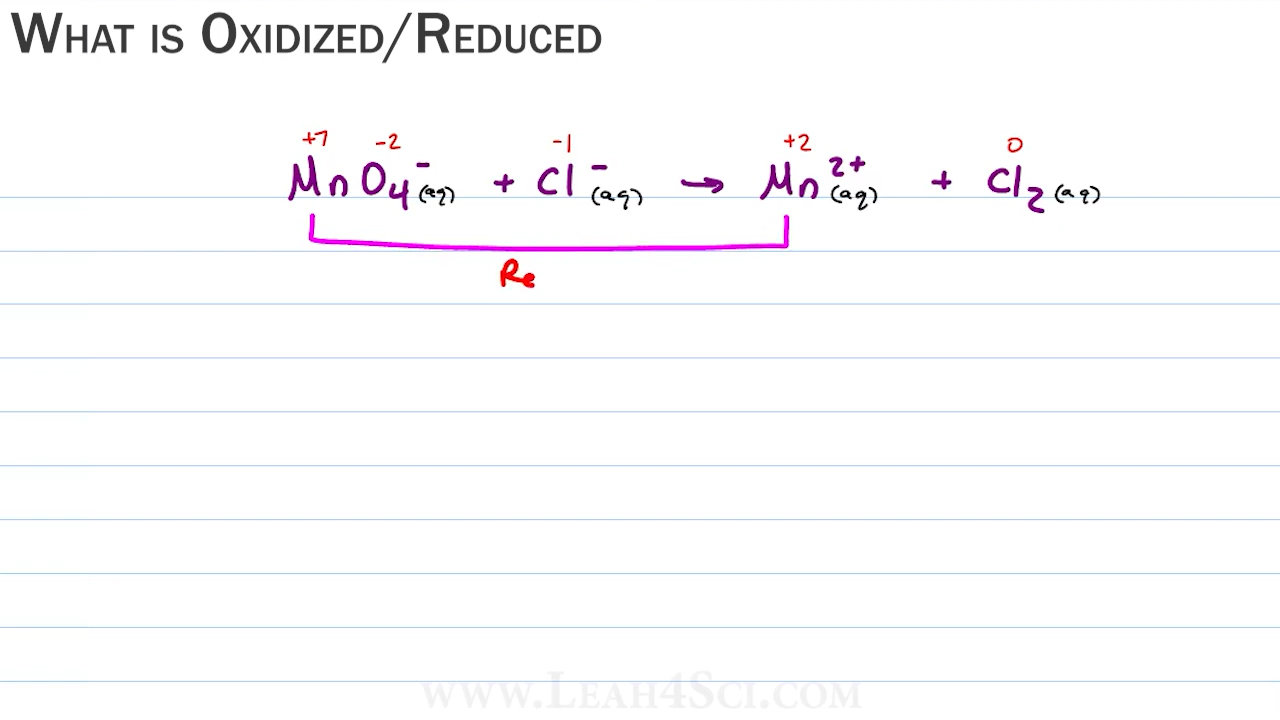 What is Oxidized/Reduced
+7 -2 -1 +2 0
MnO₄⁻(aq) + Cl⁻(aq) → Mn²⁺(aq) + Cl₂(aq)
Re
www.Leah4Sci.com